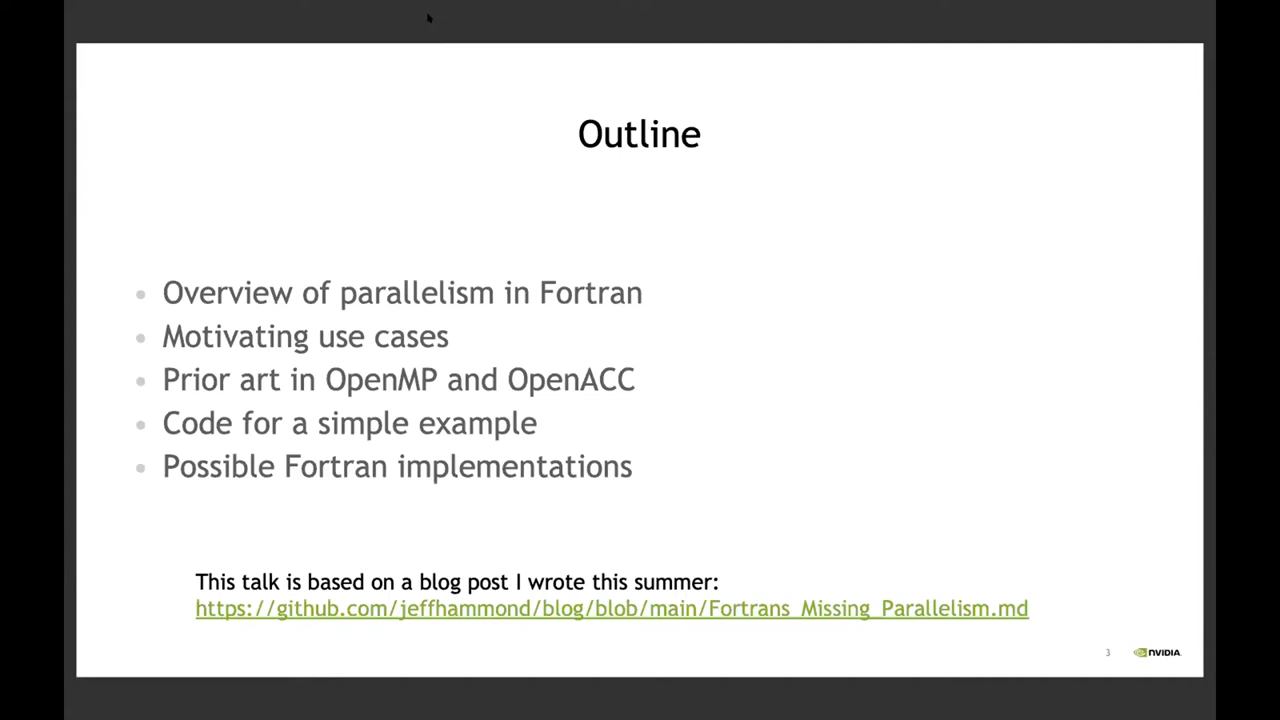 Outline
Overview of parallelism in Fortran
Motivating use cases
Prior art in OpenMP and OpenACC
Code for a simple example
Possible Fortran implementations
This talk is based on a blog post I wrote this summer:
https://github.com/jeffhammond/blog/blob/main/Fortrans_Missing_Parallelism.md
3
NVIDIA.